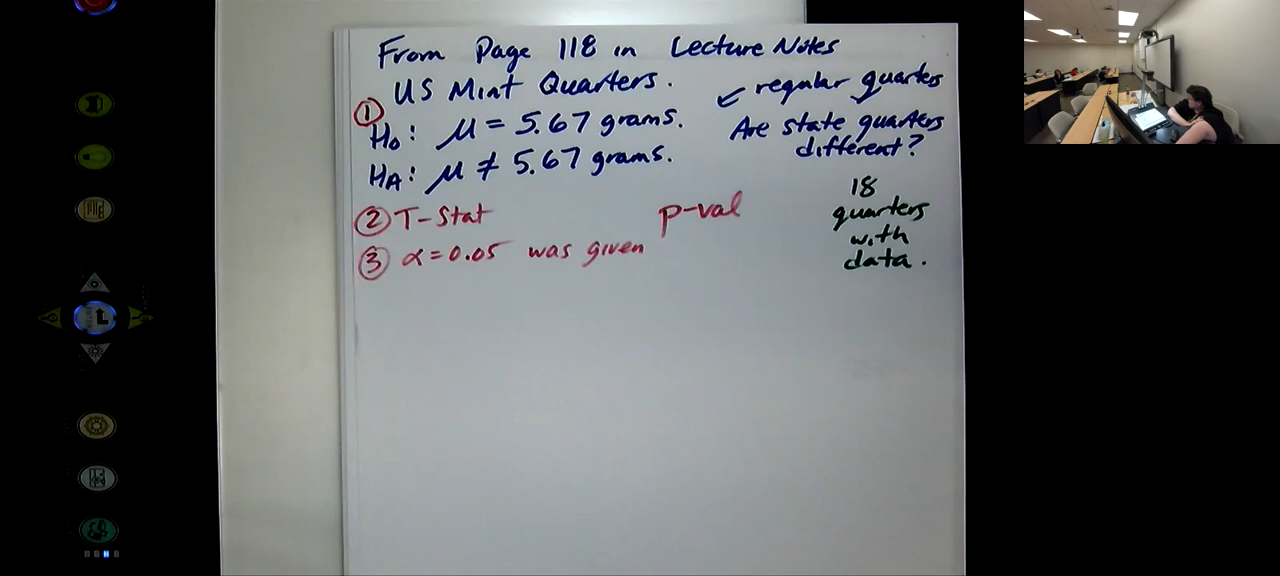 From Page 118 in Lecture Notes
US Mint Quarters.
↙ regular quarters
① H₀: μ = 5.67 grams.
Are state quarters
different?
Hₐ: μ ≠ 5.67 grams.
18
quarters
with
data.
② T-Stat p-val
③ α = 0.05 was given